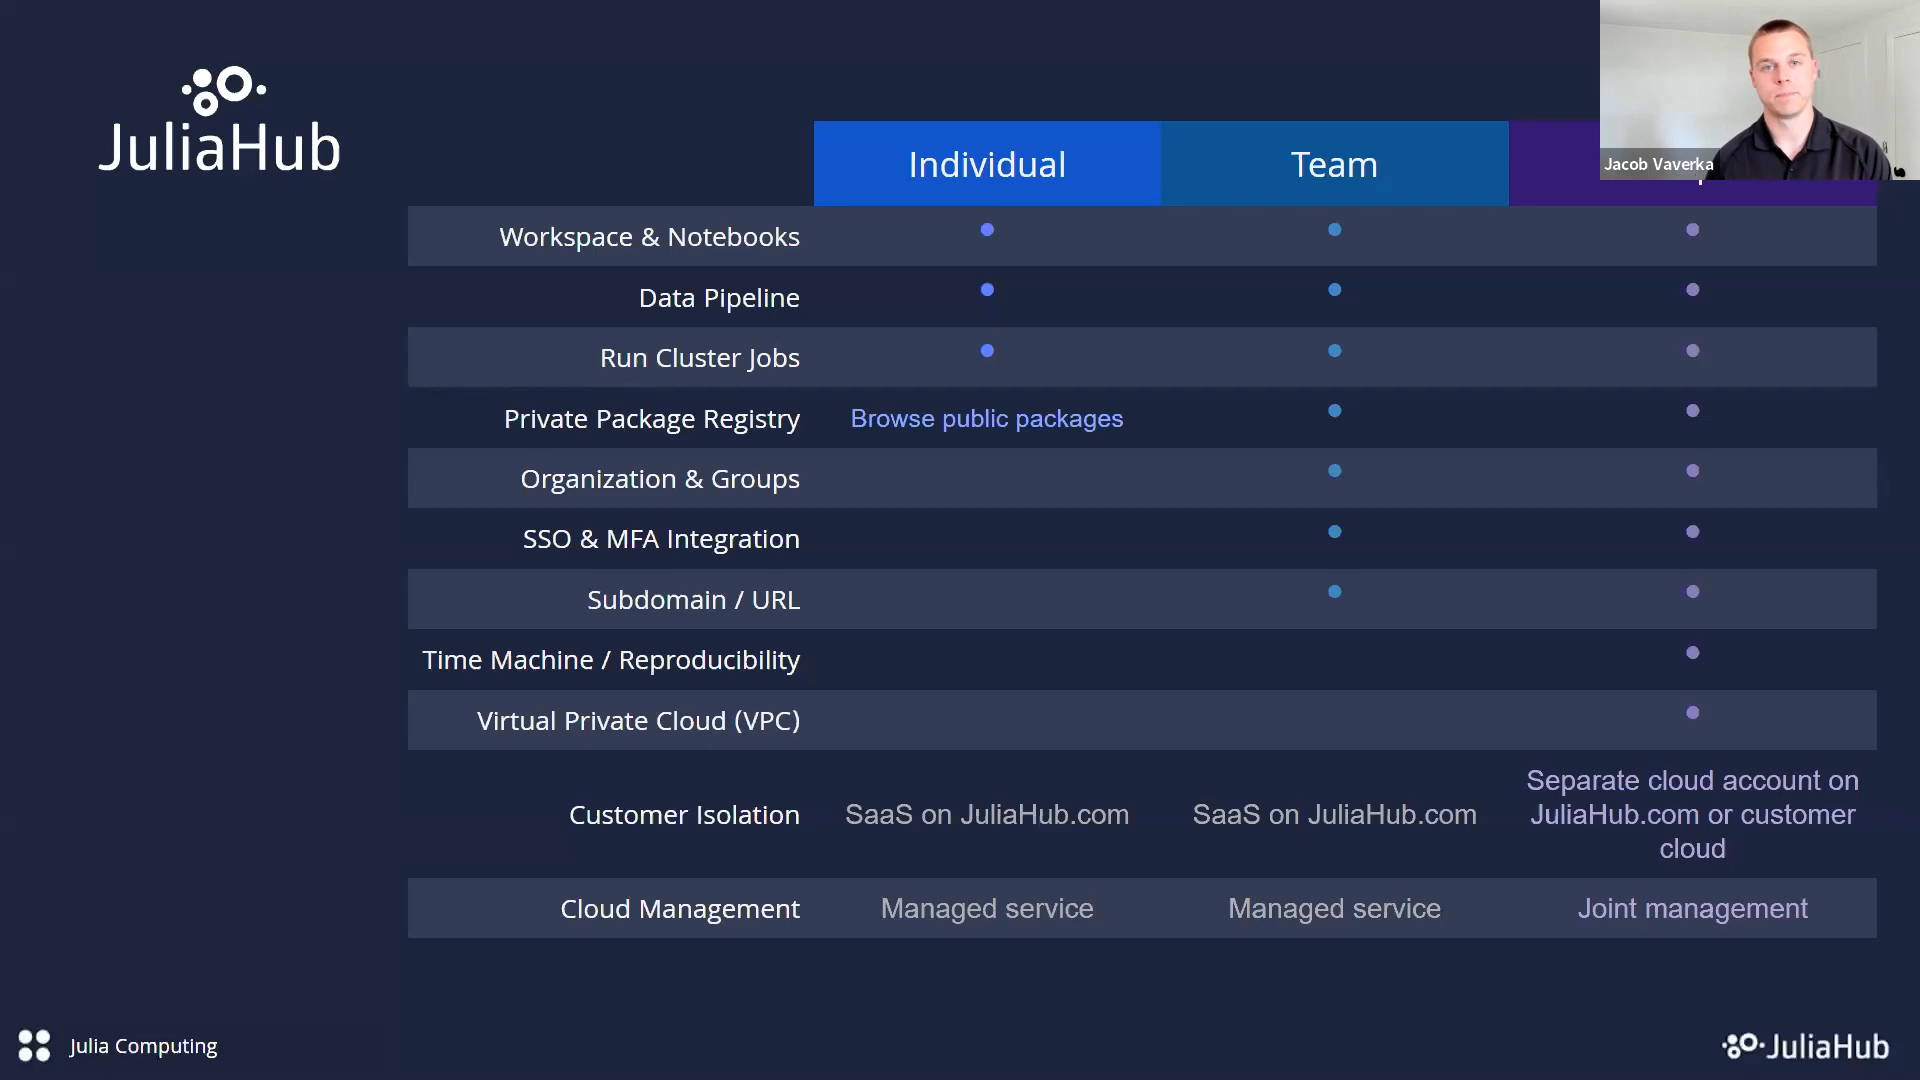 JuliaHub
Individual
Team
Jacob Vaverka
Workspace & Notebooks
Data Pipeline
Run Cluster Jobs
Private Package Registry
Browse public packages
Organization & Groups
SSO & MFA Integration
Subdomain / URL
Time Machine / Reproducibility
Virtual Private Cloud (VPC)
Customer Isolation
SaaS on JuliaHub.com
SaaS on JuliaHub.com
Separate cloud account on
JuliaHub.com or customer
cloud
Cloud Management
Managed service
Managed service
Joint management
Julia Computing
JuliaHub